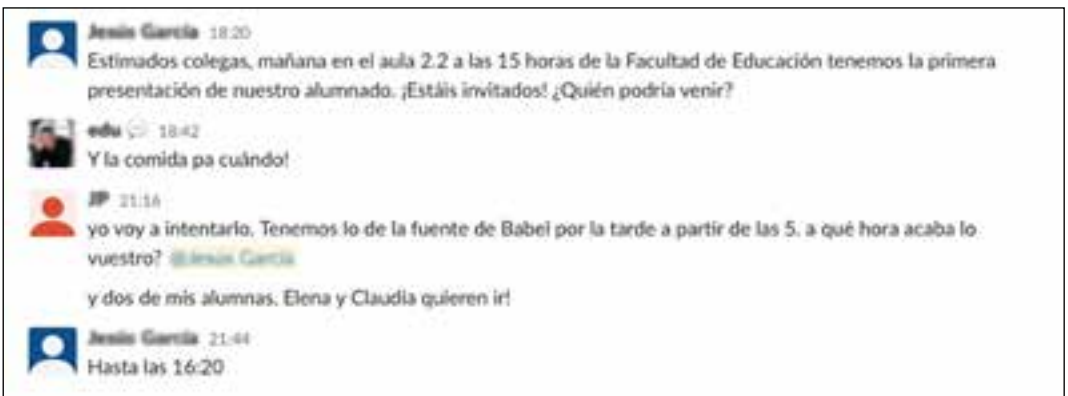 Jesús García 18:20
Estimados colegas, mañana en el aula 2.2 a las 15 horas de la Facultad de Educación tenemos la primera
presentación de nuestro alumnado. ¡Estáis invitados! ¿Quién podría venir?
edu 18:42
Y la comida pa cuándo!
JP 21:16
yo voy a intentarlo. Tenemos lo de la fuente de Babel por la tarde a partir de las 5. a qué hora acaba lo
vuestro? @Jesús García
y dos de mis alumnas. Elena y Claudia quieren ir!
Jesús García 21:44
Hasta las 16:20